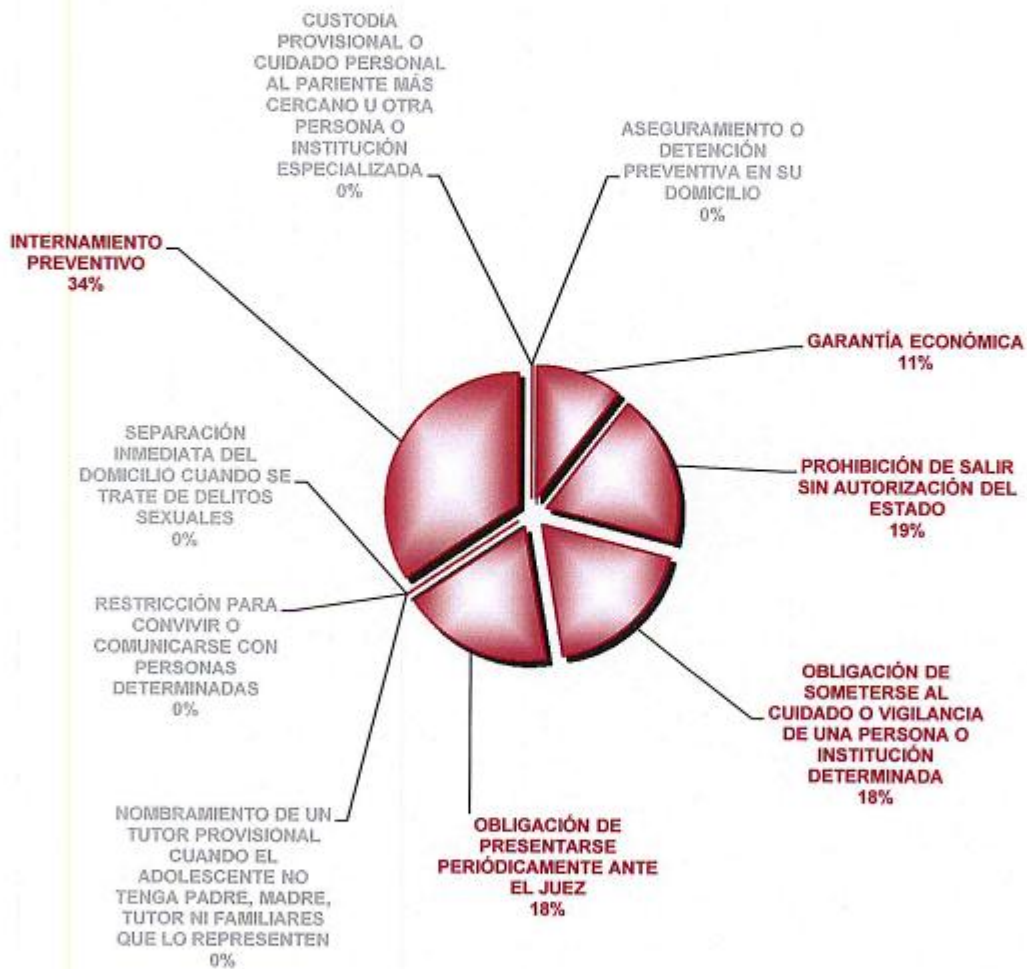 CUSTODIA
PROVISIONAL O
CUIDADO PERSONAL
AL PARIENTE MÁS
CERCANO U OTRA
PERSONA O
INSTITUCIÓN
ESPECIALIZADA
0%
ASEGURAMIENTO O
DETENCIÓN
PREVENTIVA EN SU
DOMICILIO
0%
INTERNAMIENTO
PREVENTIVO
34%
GARANTÍA ECONÓMICA
11%
SEPARACIÓN
INMEDIATA DEL
DOMICILIO CUANDO SE
TRATE DE DELITOS
SEXUALES
0%
PROHIBICIÓN DE SALIR
SIN AUTORIZACIÓN DEL
ESTADO
19%
RESTRICCIÓN PARA
CONVIVIR O
COMUNICARSE CON
PERSONAS
DETERMINADAS
0%
OBLIGACIÓN DE
SOMETERSE AL
CUIDADO O VIGILANCIA
DE UNA PERSONA O
INSTITUCIÓN
DETERMINADA
18%
NOMBRAMIENTO DE UN
TUTOR PROVISIONAL
CUANDO EL
ADOLESCENTE NO
TENGA PADRE, MADRE,
TUTOR NI FAMILIARES
QUE LO REPRESENTEN
0%
OBLIGACIÓN DE
PRESENTARSE
PERIÓDICAMENTE ANTE
EL JUEZ
18%